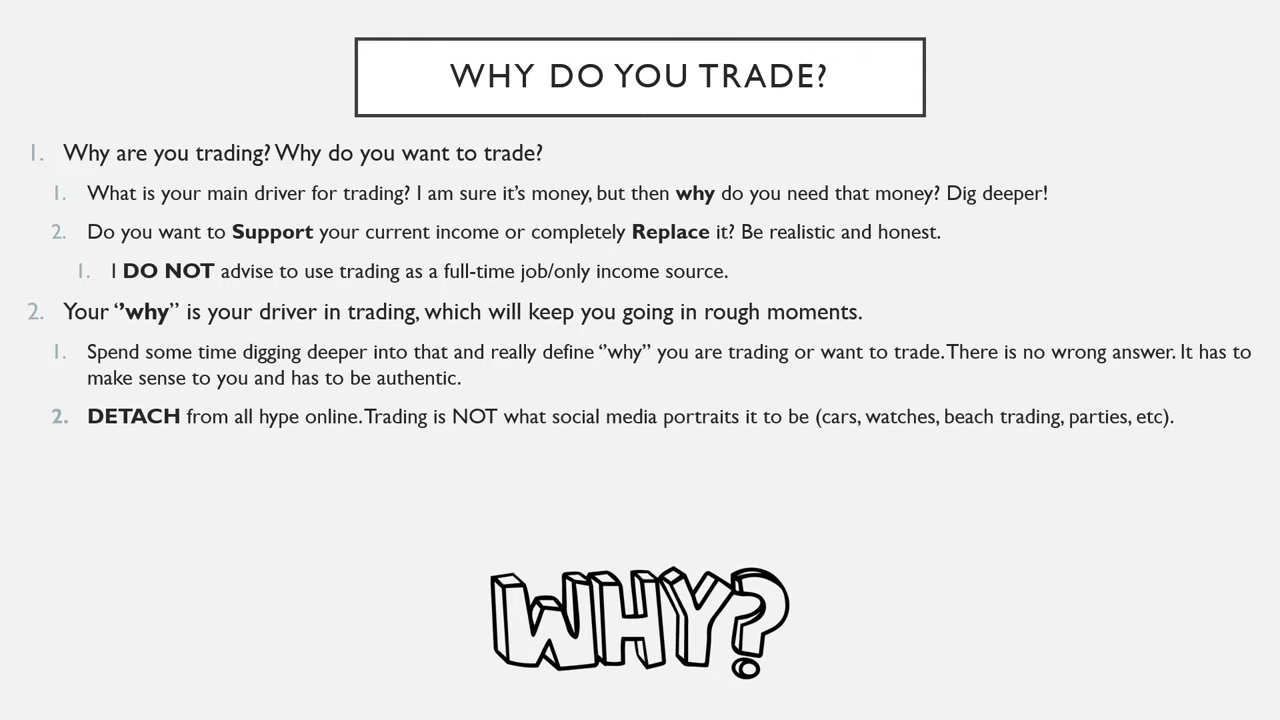 WHY DO YOU TRADE?
1. Why are you trading? Why do you want to trade?
1. What is your main driver for trading? I am sure it’s money, but then why do you need that money? Dig deeper!
2. Do you want to Support your current income or completely Replace it? Be realistic and honest.
1. I DO NOT advise to use trading as a full-time job/only income source.
2. Your ‘’why’’ is your driver in trading, which will keep you going in rough moments.
1. Spend some time digging deeper into that and really define ‘’why’’ you are trading or want to trade. There is no wrong answer. It has to
make sense to you and has to be authentic.
2. DETACH from all hype online. Trading is NOT what social media portraits it to be (cars, watches, beach trading, parties, etc).
WHY?